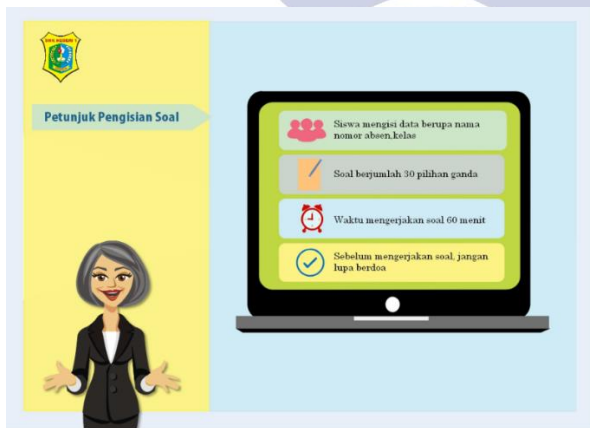 Petunjuk Pengisian Soal
Siswa mengisi data berupa nama
nomor absen,kelas
Soal berjumlah 30 pilihan ganda
Waktu mengerjakan soal 60 menit
Sebelum mengerjakan soal, jangan
lupa berdoa